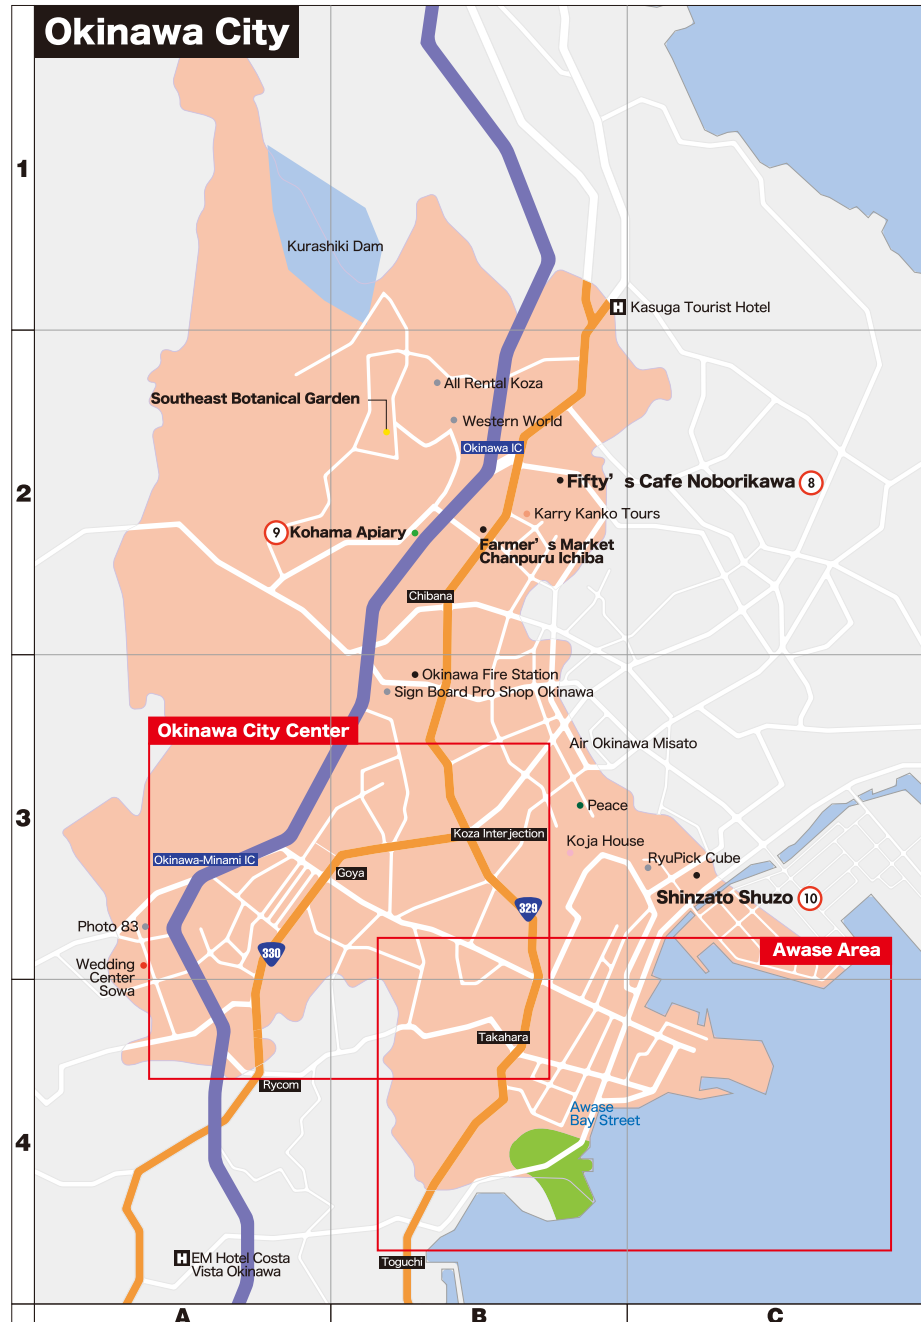 Okinawa City
1
Kurashiki Dam
H Kasuga Tourist Hotel
All Rental Koza
Southeast Botanical Garden
Western World
Okinawa IC
2
Fifty’s Cafe Noborikawa 8
Karry Kanko Tours
9 Kohama Apiary
Farmer’s Market
Chanpuru Ichiba
Chibana
Okinawa Fire Station
Sign Board Pro Shop Okinawa
Okinawa City Center
Air Okinawa Misato
Peace
3
Koza Interjection
Koja House
Okinawa-Minami IC
RyuPick Cube
Goya
Shinzato Shuzo 10
329
Photo 83
330
Awase Area
Wedding
Center
Sowa
Takahara
Rycom
Awase
Bay Street
4
H EM Hotel Costa
Vista Okinawa
Toguchi
A
B
C